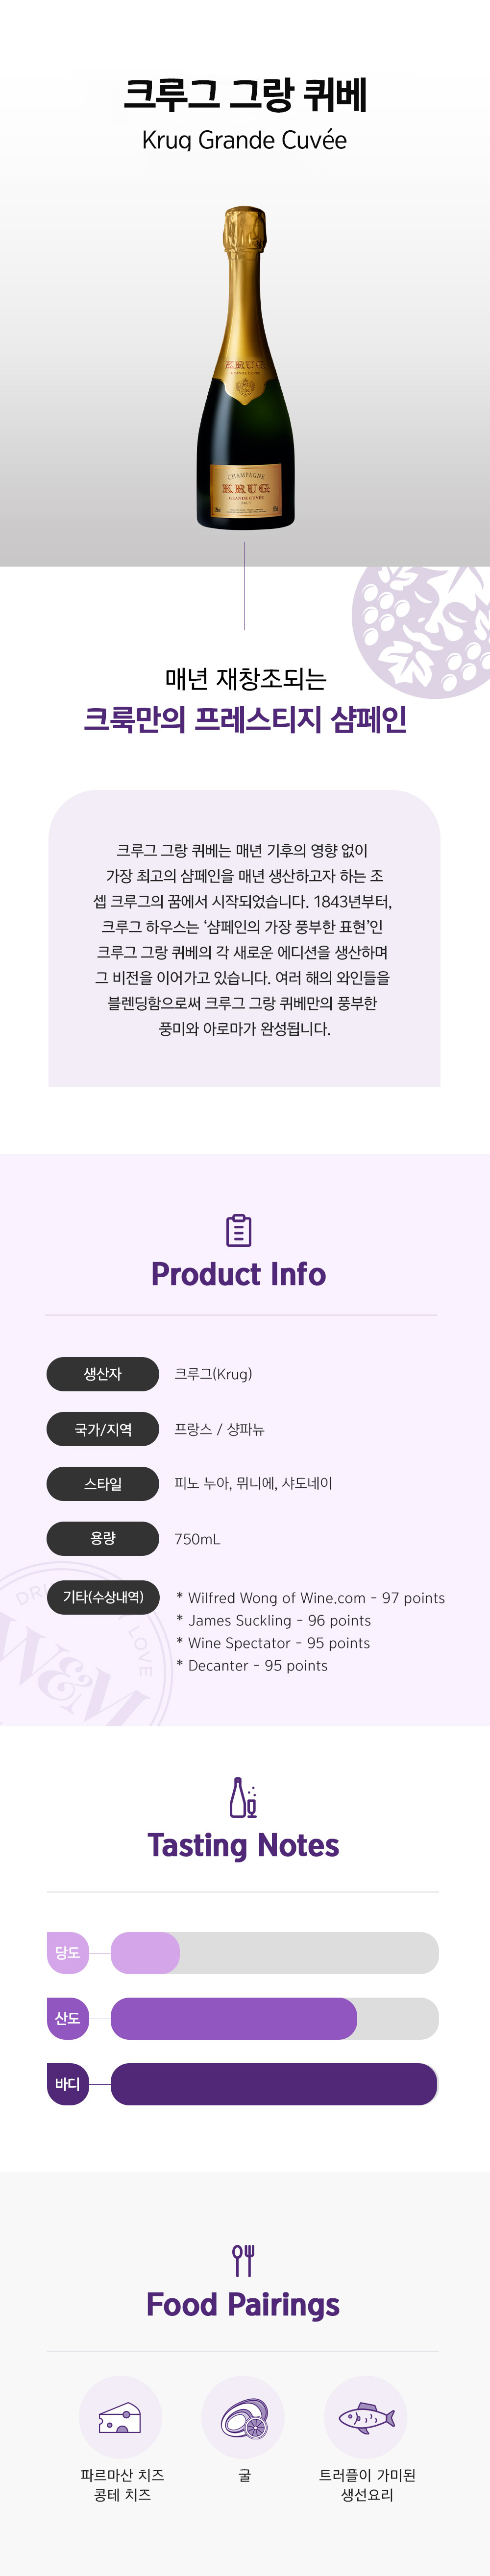 크루그 그랑 퀴베
Krug Grande Cuvée
KRUG
GRANDE CUVÉE
CHAMPAGNE
KRUG
GRANDE CUVÉE
BRUT
매년 재창조되는
크룩만의 프레스티지 샴페인
크루그 그랑 퀴베는 매년 기후의 영향 없이
가장 최고의 샴페인을 매년 생산하고자 하는 조
셉 크루그의 꿈에서 시작되었습니다. 1843년부터,
크루그 하우스는 ‘샴페인의 가장 풍부한 표현’인
크루그 그랑 퀴베의 각 새로운 에디션을 생산하며
그 비전을 이어가고 있습니다. 여러 해의 와인들을
블렌딩함으로써 크루그 그랑 퀴베만의 풍부한
풍미와 아로마가 완성됩니다.
Product Info
생산자
크루그(Krug)
국가/지역
프랑스 / 샹파뉴
스타일
피노 누아, 뮈니에, 샤도네이
용량
750mL
기타(수상내역)
* Wilfred Wong of Wine.com - 97 points
* James Suckling - 96 points
* Wine Spectator - 95 points
* Decanter - 95 points
LOVE
W&M
Tasting Notes
당도
산도
바디
Food Pairings
파르마산 치즈
콩테 치즈
굴
트러플이 가미된
생선요리